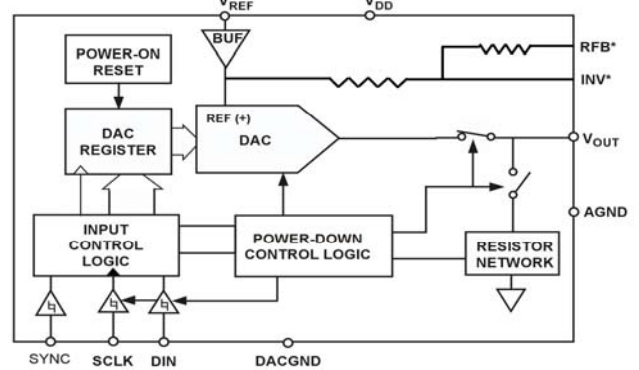 VREF
VDD
BUF
POWER-ON
RESET
RFB*
INV*
REF (+)
DAC
DAC
REGISTER
VOUT
AGND
INPUT
CONTROL
LOGIC
POWER-DOWN
CONTROL LOGIC
RESISTOR
NETWORK
SYNC
SCLK
DIN
DACGND